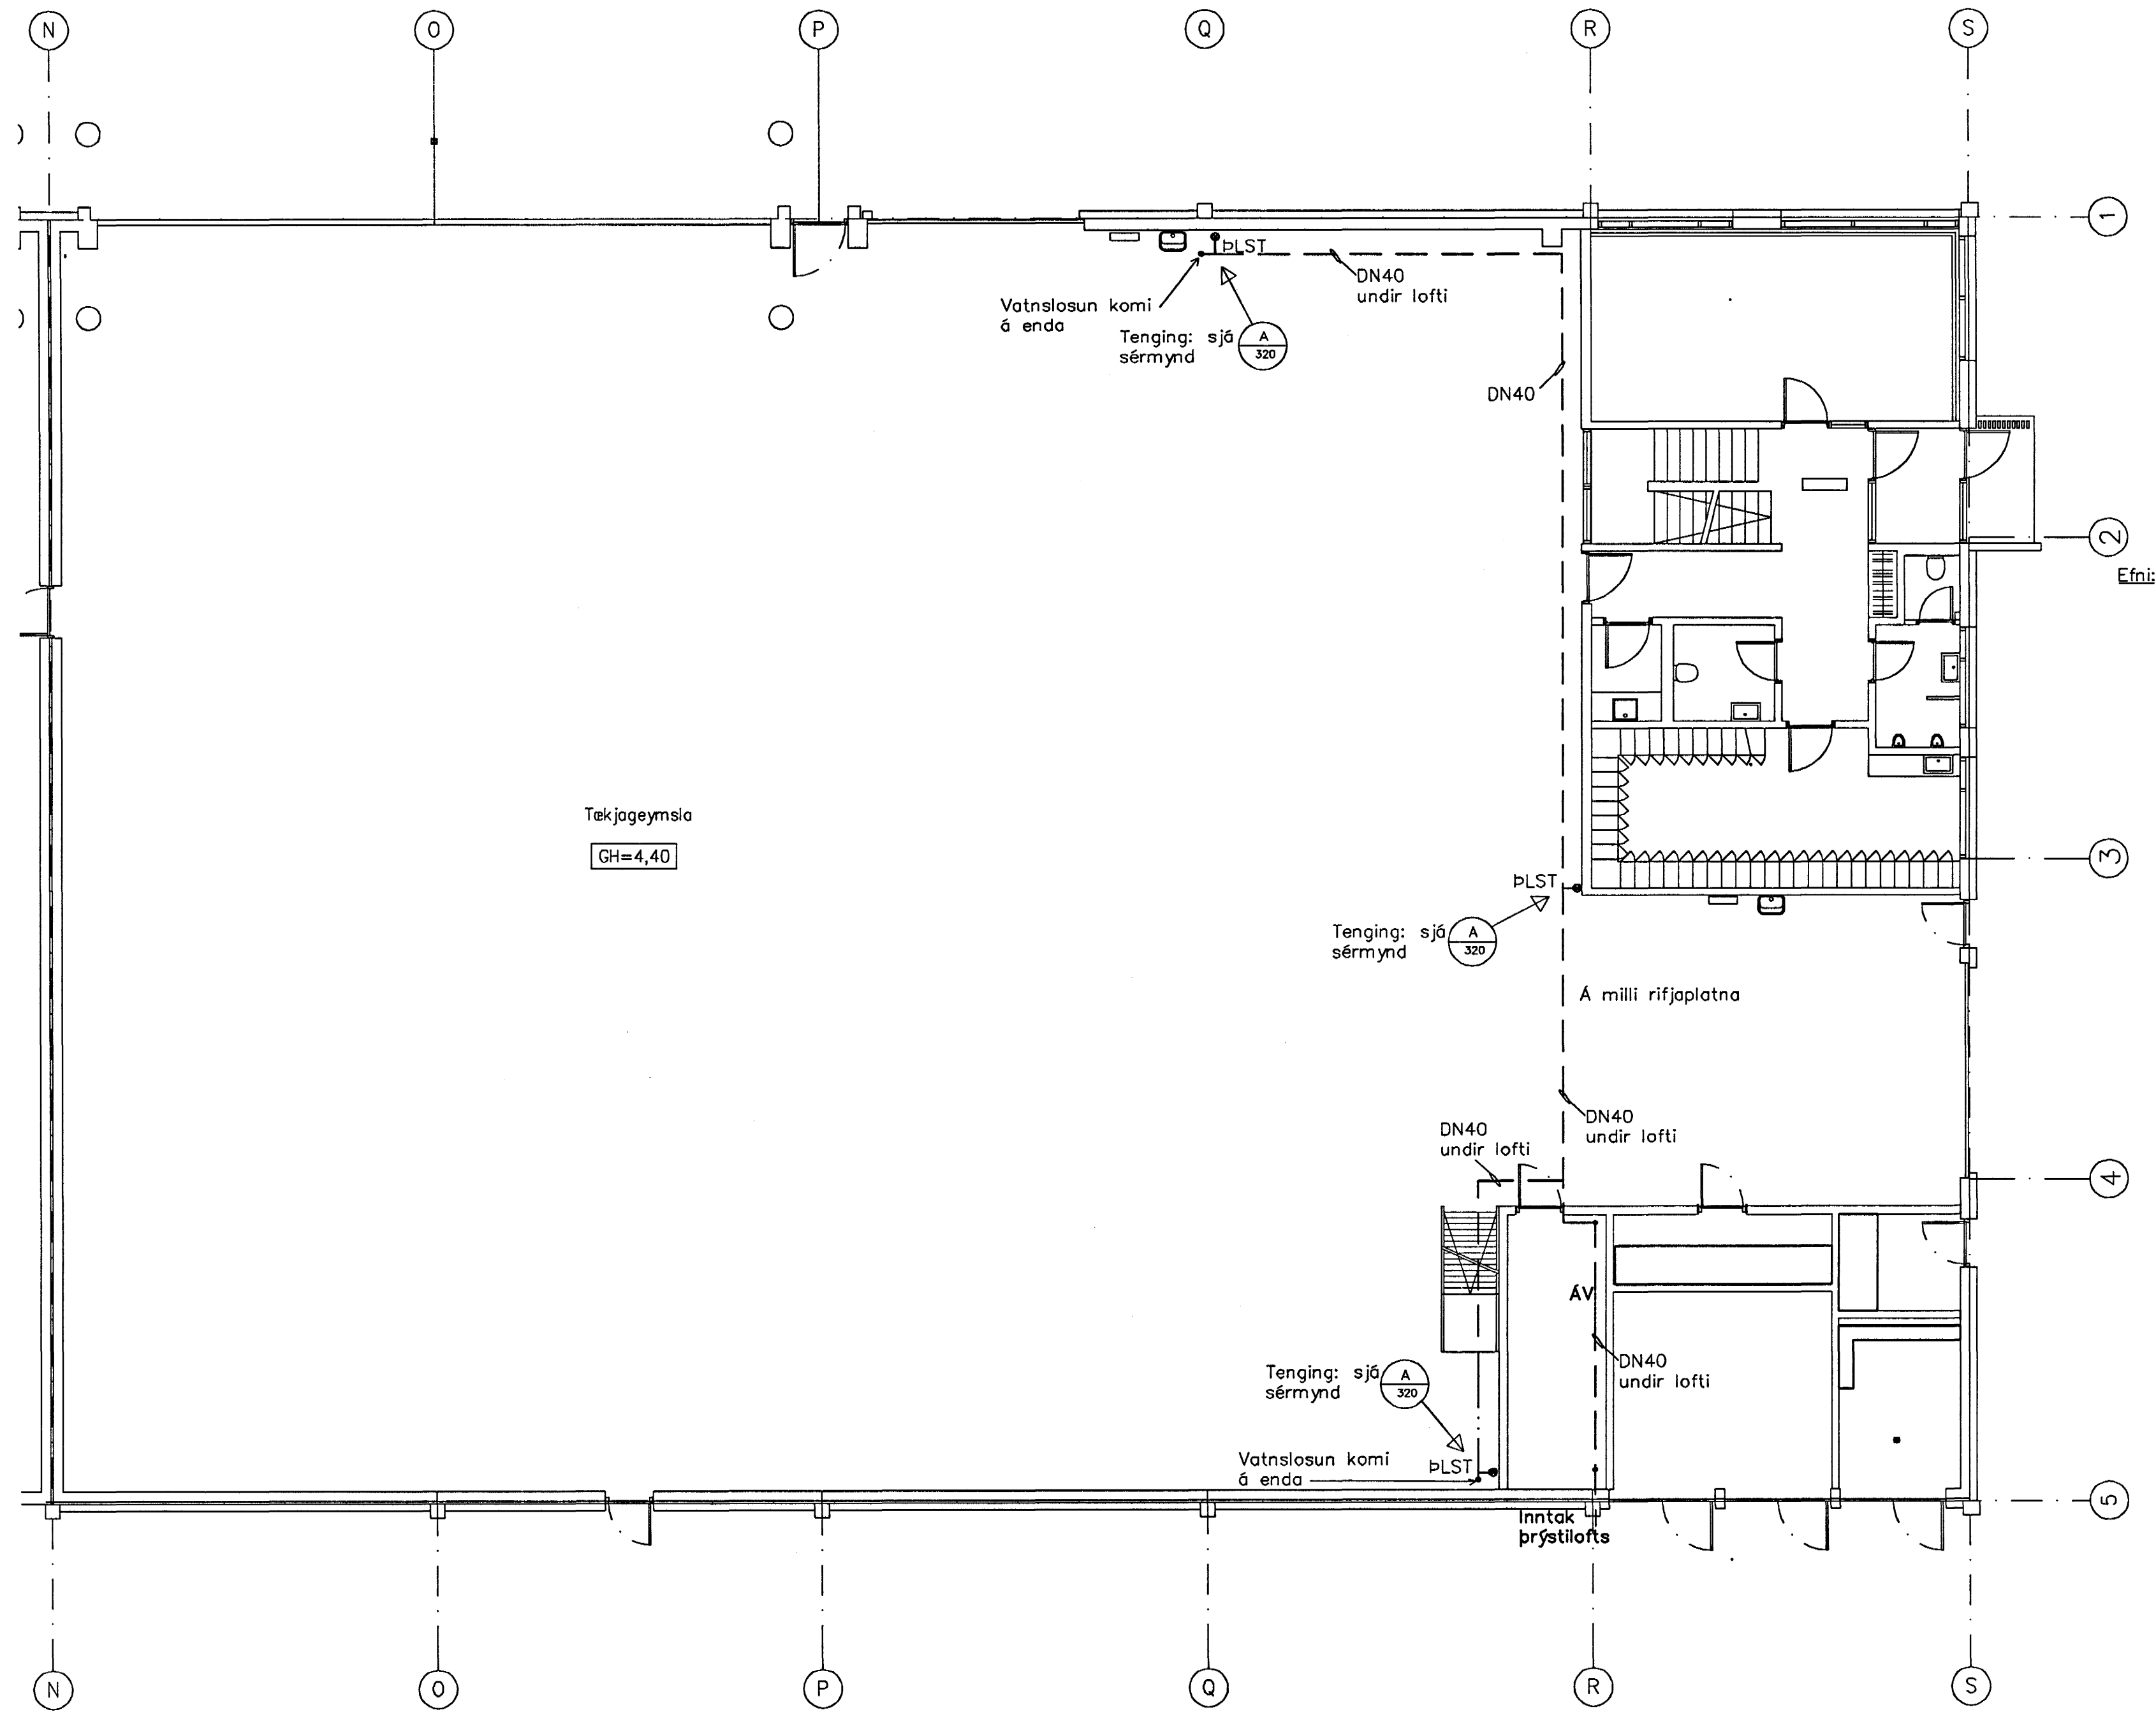 N
O
P
Q
R
S
1
ÞLST
DN40
undir lofti
Vatnslosun komi
á enda
Tenging: sjá
sérmynd
A
320
DN40
2
Efni:
Tækjageymsla
GH=4,40
3
ÞLST
Tenging: sjá
sérmynd
A
320
Á milli rifjaplatna
DN40
undir lofti
DN40
undir lofti
4
ÁV
DN40
undir lofti
Tenging: sjá
sérmynd
A
320
Vatnslosun komi
á enda
ÞLST
5
Inntak
þrýstilofts
N
O
P
Q
R
S